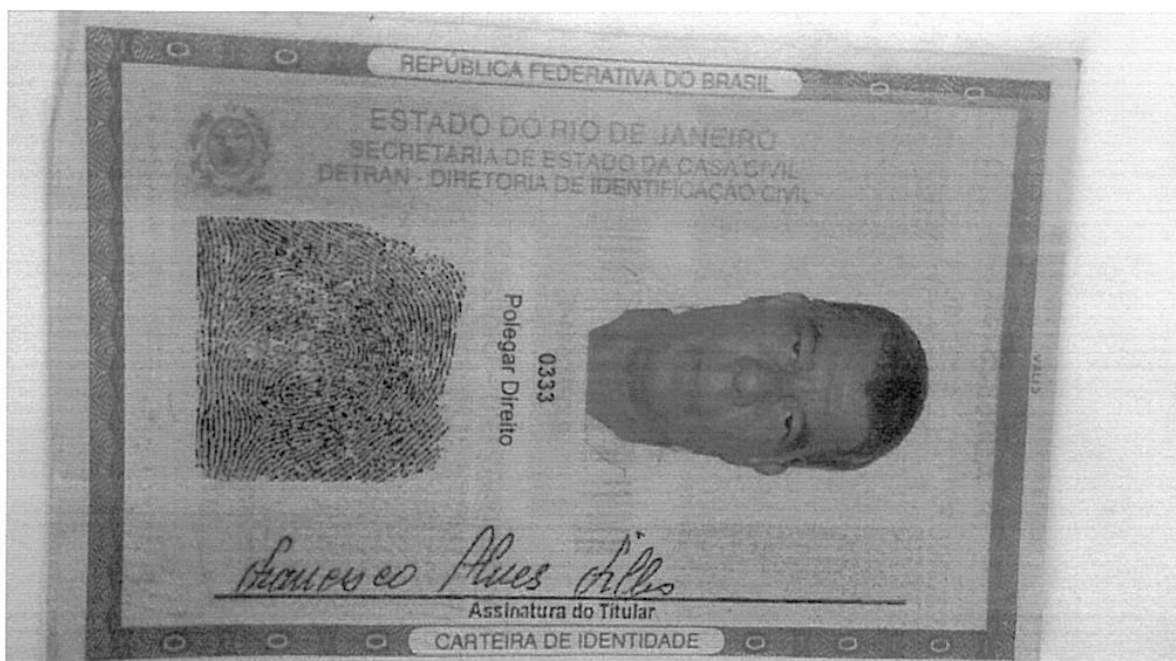 REPÚBLICA FEDERATIVA DO BRASIL
ESTADO DO RIO DE JANEIRO
SECRETARIA DE ESTADO DA CASA CIVIL
DETRAN - DIRETORIA DE IDENTIFICAÇÃO CIVIL
0333
Polegar Direito
Francisco Alves
Assinatura do Titular
CARTEIRA DE IDENTIDADE